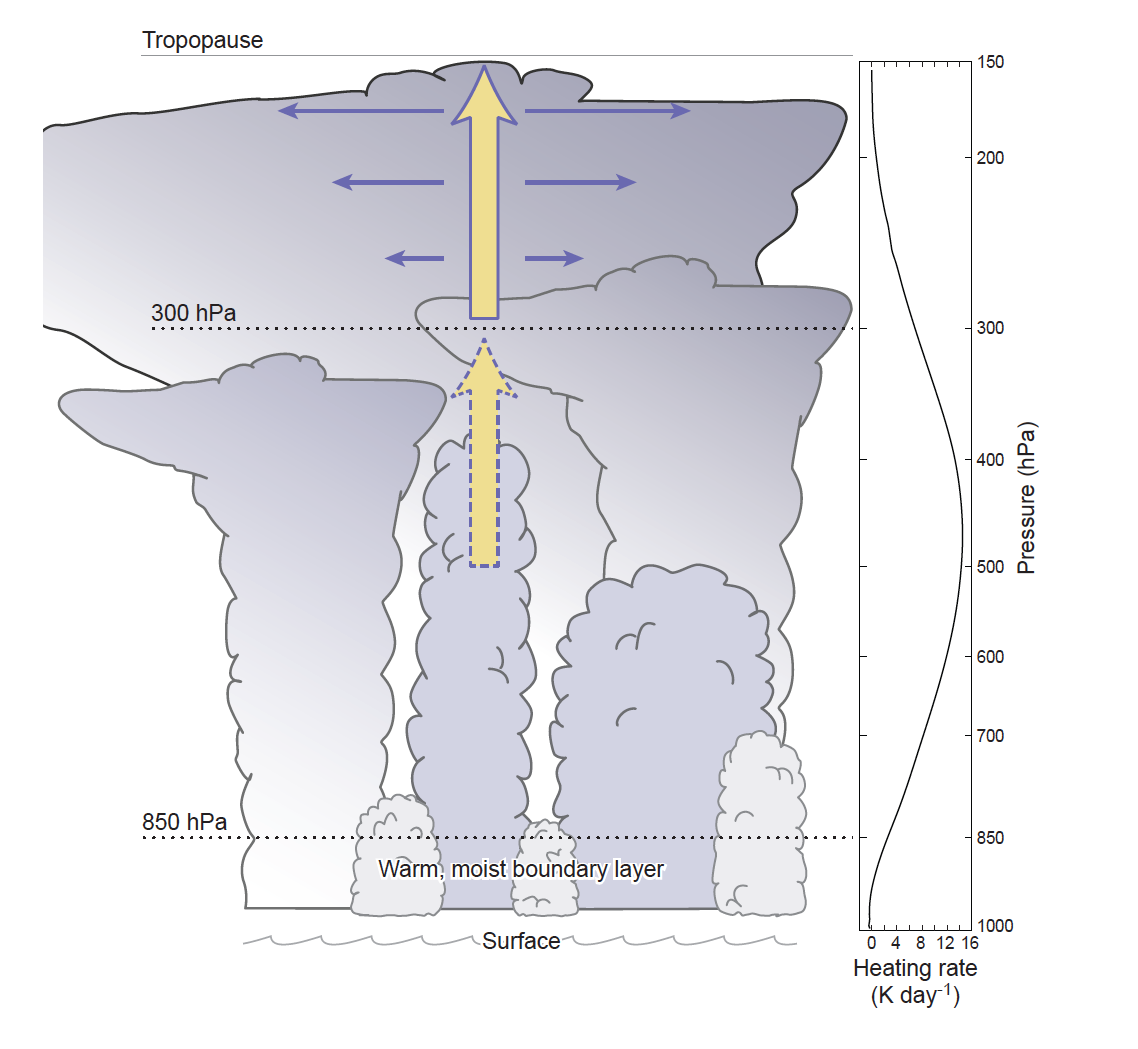 Tropopause
300 hPa
850 hPa
Warm, moist boundary layer
Surface
150
200
300
400
500
600
700
850
1000
Pressure (hPa)
0 4 8 12 16
Heating rate
(K day-1)